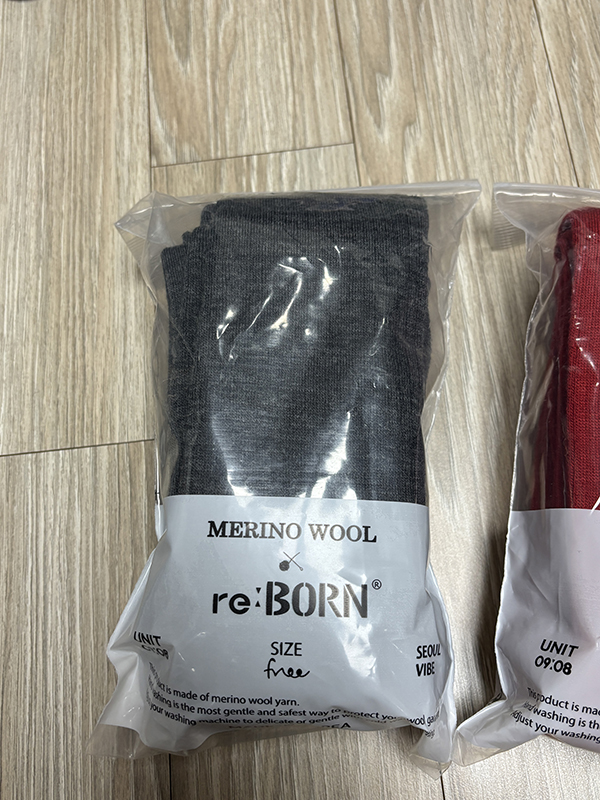 MERINO WOOL
×
re:BORN®
SIZE
free
UNIT
SEOUL
VIBE
product is made of merino wool yarn.
is the most gentle and safest way to protect your wool
your washing machine to delicate or gentle
UNIT
09:08
product is made
washing is the
adjust your washing